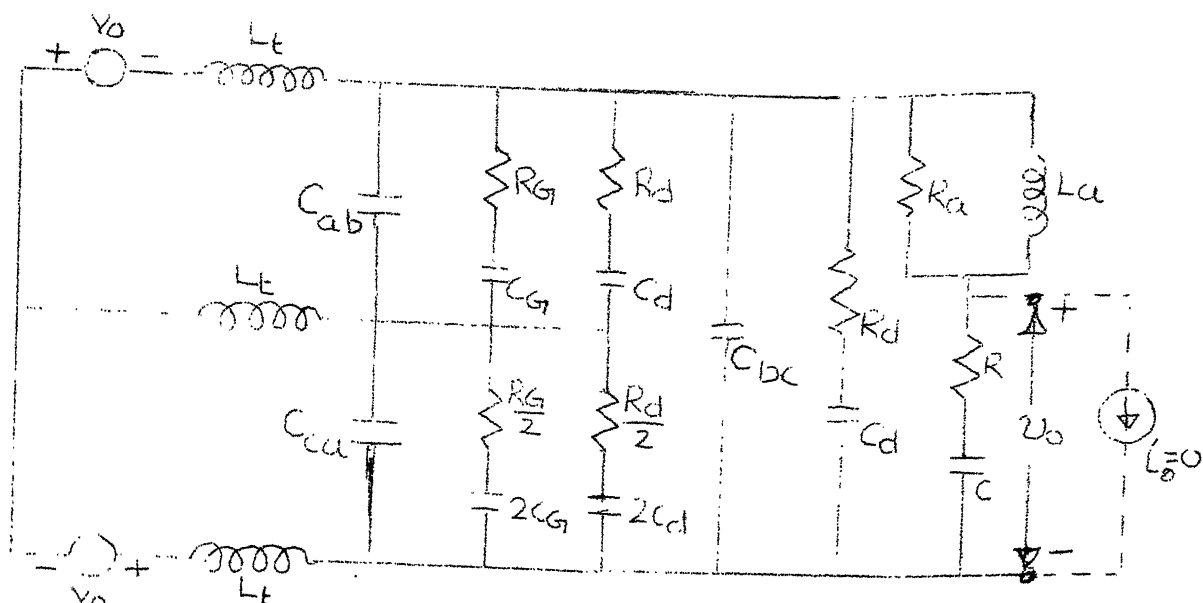 V0
+ -
Lt
Cab
RG
CG
Rd
Cd
Ra
La
Lt
Cbc
Rd
Cd
R
C
+
v0
-
i0=0
Cca
RG/2
2CG
Rd/2
2Cd
- +
V0
Lt